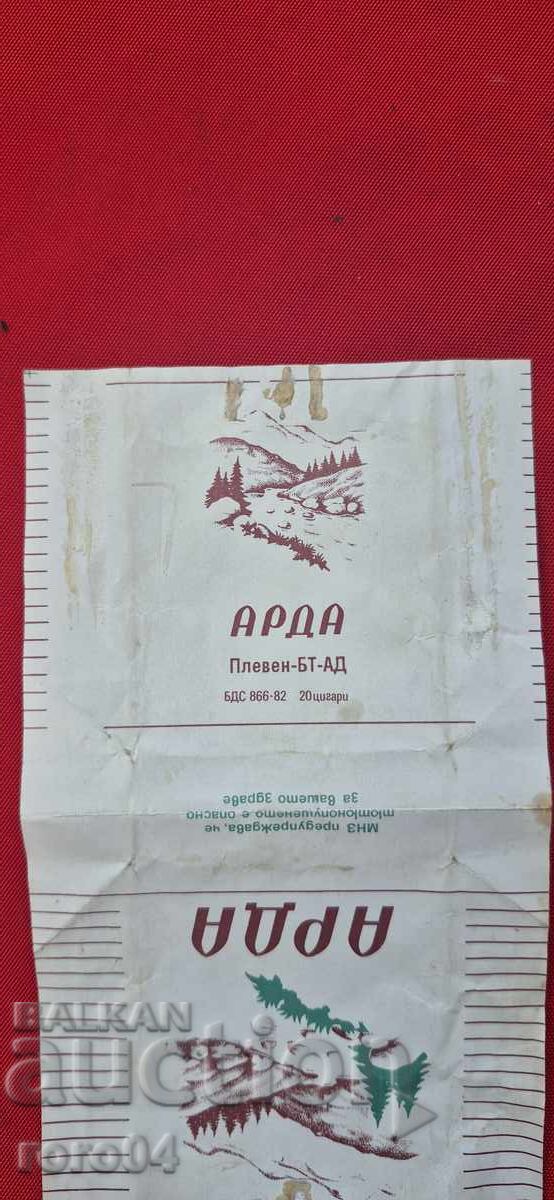 АРДА
Плевен-БТ-АД
БДС 866-82 20цигари
МНЗ предупреждава, че
тютюнопушенето е опасно
за вашето здраве
АРДА
BALKAN
auction
roro04